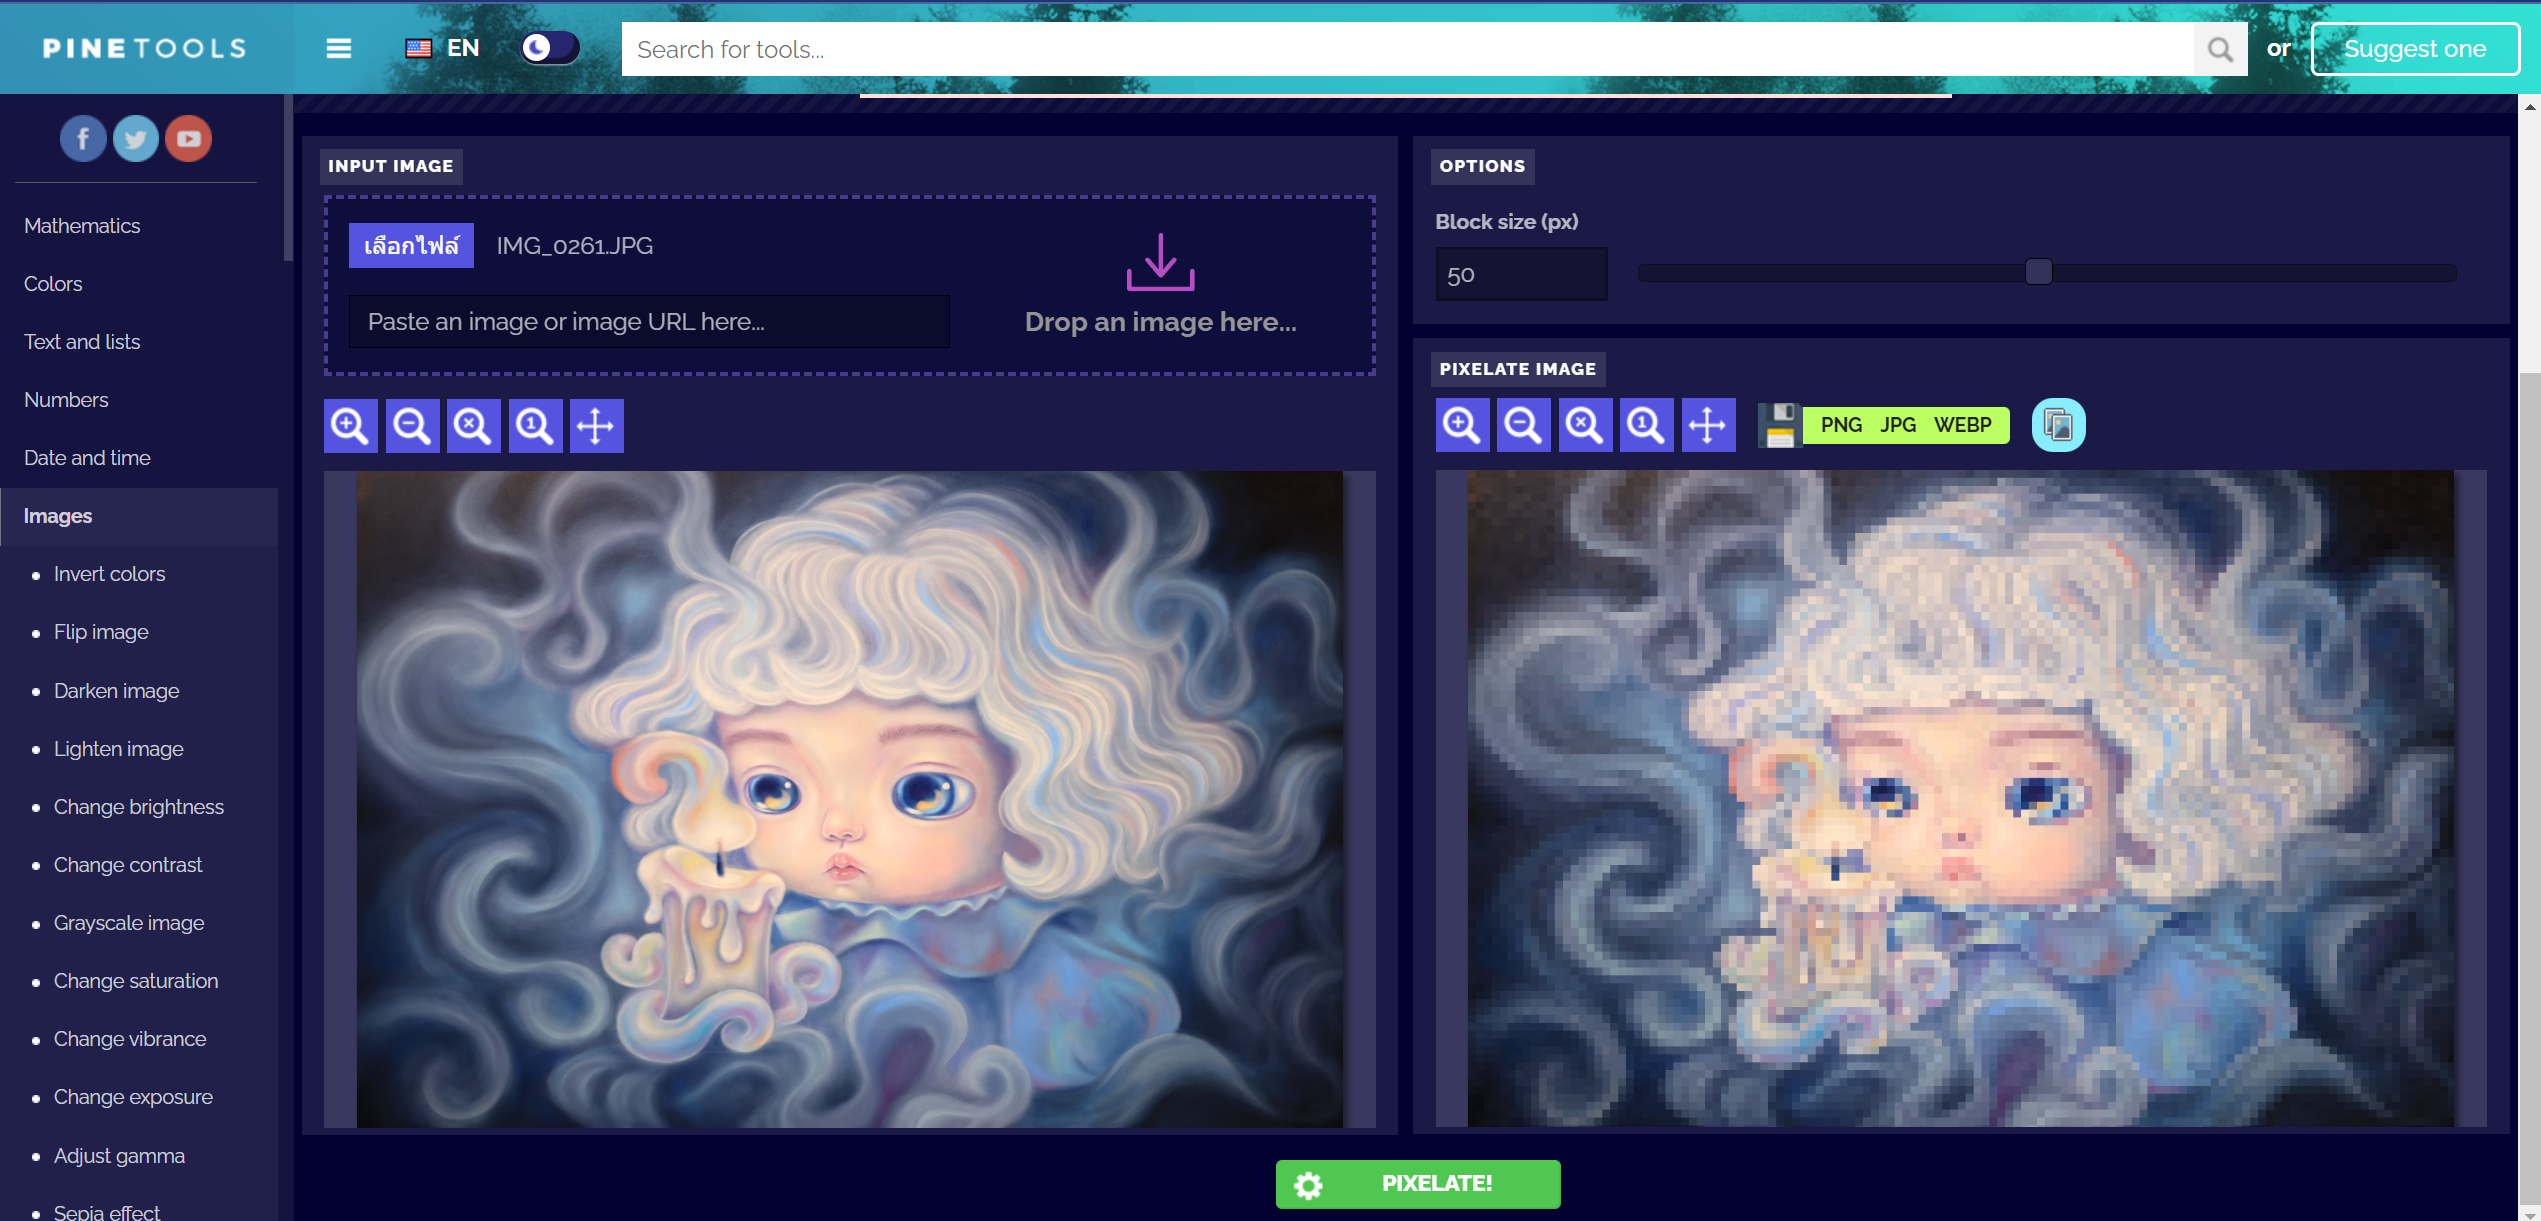 PINETOOLS
EN
Search for tools...
or
Suggest one
Mathematics
Colors
Text and lists
Numbers
Date and time
Images
Invert colors
Flip image
Darken image
Lighten image
Change brightness
Change contrast
Grayscale image
Change saturation
Change vibrance
Change exposure
Adjust gamma
Sepia effect
INPUT IMAGE
เลือกไฟล์ IMG_0261.JPG
Paste an image or image URL here...
Drop an image here...
OPTIONS
Block size (px)
50
PIXELATE IMAGE
PNG JPG WEBP
PIXELATE!